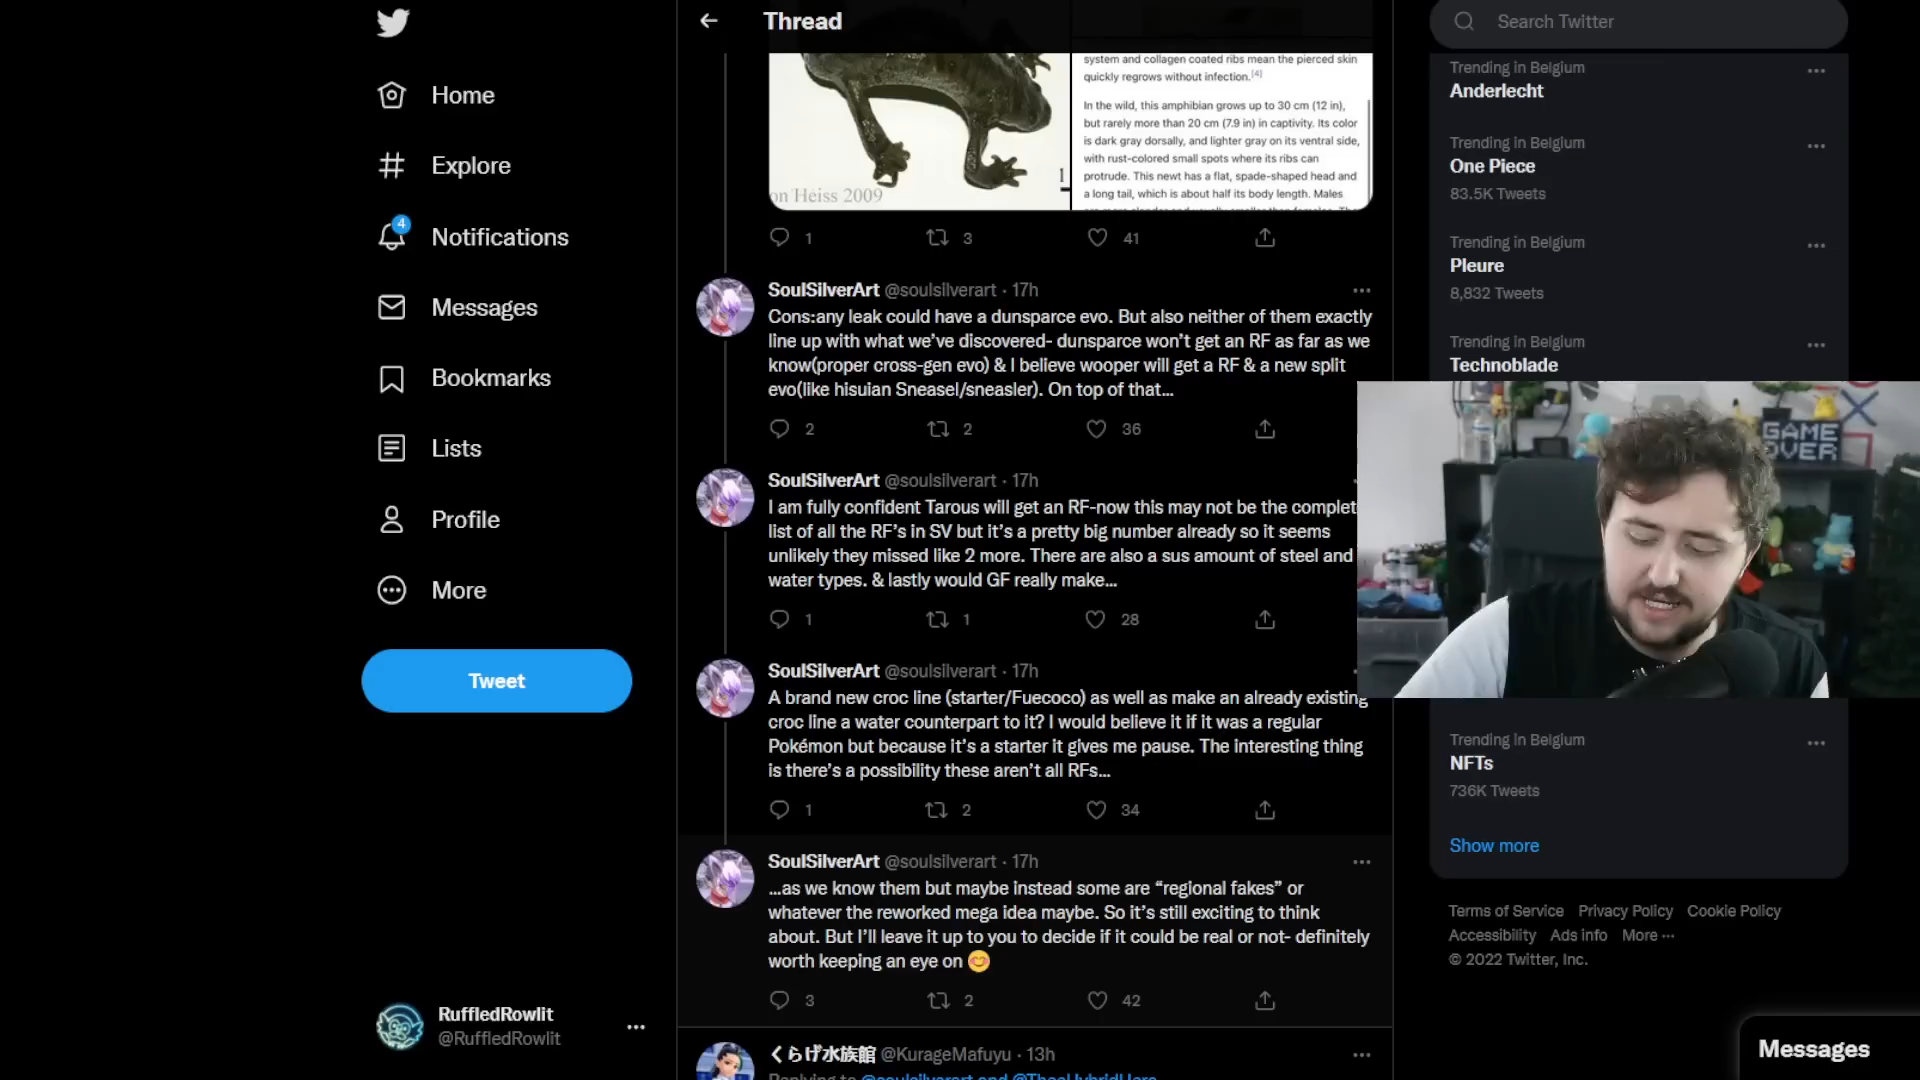 Thread
Search Twitter
Home
Explore
4
Notifications
Messages
Bookmarks
Lists
Profile
More
Tweet
RuffledRowlit
@RuffledRowlit
on Heiss 2009
1
system and collagen coated ribs mean the pierced skin
quickly regrows without infection.[4]
In the wild, this amphibian grows up to 30 cm (12 in),
but rarely more than 20 cm (7.9 in) in captivity. Its color
is dark gray dorsally, and lighter gray on its ventral side,
with rust-colored small spots where its ribs can
protrude. This newt has a flat, spade-shaped head and
a long tail, which is about half its body length. Males
1 3 41
SoulSilverArt @soulsilverart · 17h
Cons:any leak could have a dunsparce evo. But also neither of them exactly
line up with what we've discovered- dunsparce won't get an RF as far as we
know(proper cross-gen evo) & I believe wooper will get a RF & a new split
evo(like hisuian Sneasel/sneasler). On top of that...
2 2 36
SoulSilverArt @soulsilverart · 17h
I am fully confident Tarous will get an RF-now this may not be the complet
list of all the RF's in SV but it's a pretty big number already so it seems
unlikely they missed like 2 more. There are also a sus amount of steel and
water types. & lastly would GF really make...
1 1 28
SoulSilverArt @soulsilverart · 17h
A brand new croc line (starter/Fuecoco) as well as make an already existing
croc line a water counterpart to it? I would believe it if it was a regular
Pokémon but because it's a starter it gives me pause. The interesting thing
is there's a possibility these aren't all RFs...
1 2 34
SoulSilverArt @soulsilverart · 17h
...as we know them but maybe instead some are “regional fakes” or
whatever the reworked mega idea maybe. So it's still exciting to think
about. But I'll leave it up to you to decide if it could be real or not- definitely
worth keeping an eye on 😊
3 2 42
くらげ水族館 @KurageMafuyu · 13h
Replying to @soulsilverart and
Trending in Belgium
Anderlecht
Trending in Belgium
One Piece
83.5K Tweets
Trending in Belgium
Pleure
8,832 Tweets
Trending in Belgium
Technoblade
GAME
OVER
Trending in Belgium
NFTs
736K Tweets
Show more
Terms of Service Privacy Policy Cookie Policy
Accessibility Ads info More ···
© 2022 Twitter, Inc.
Messages